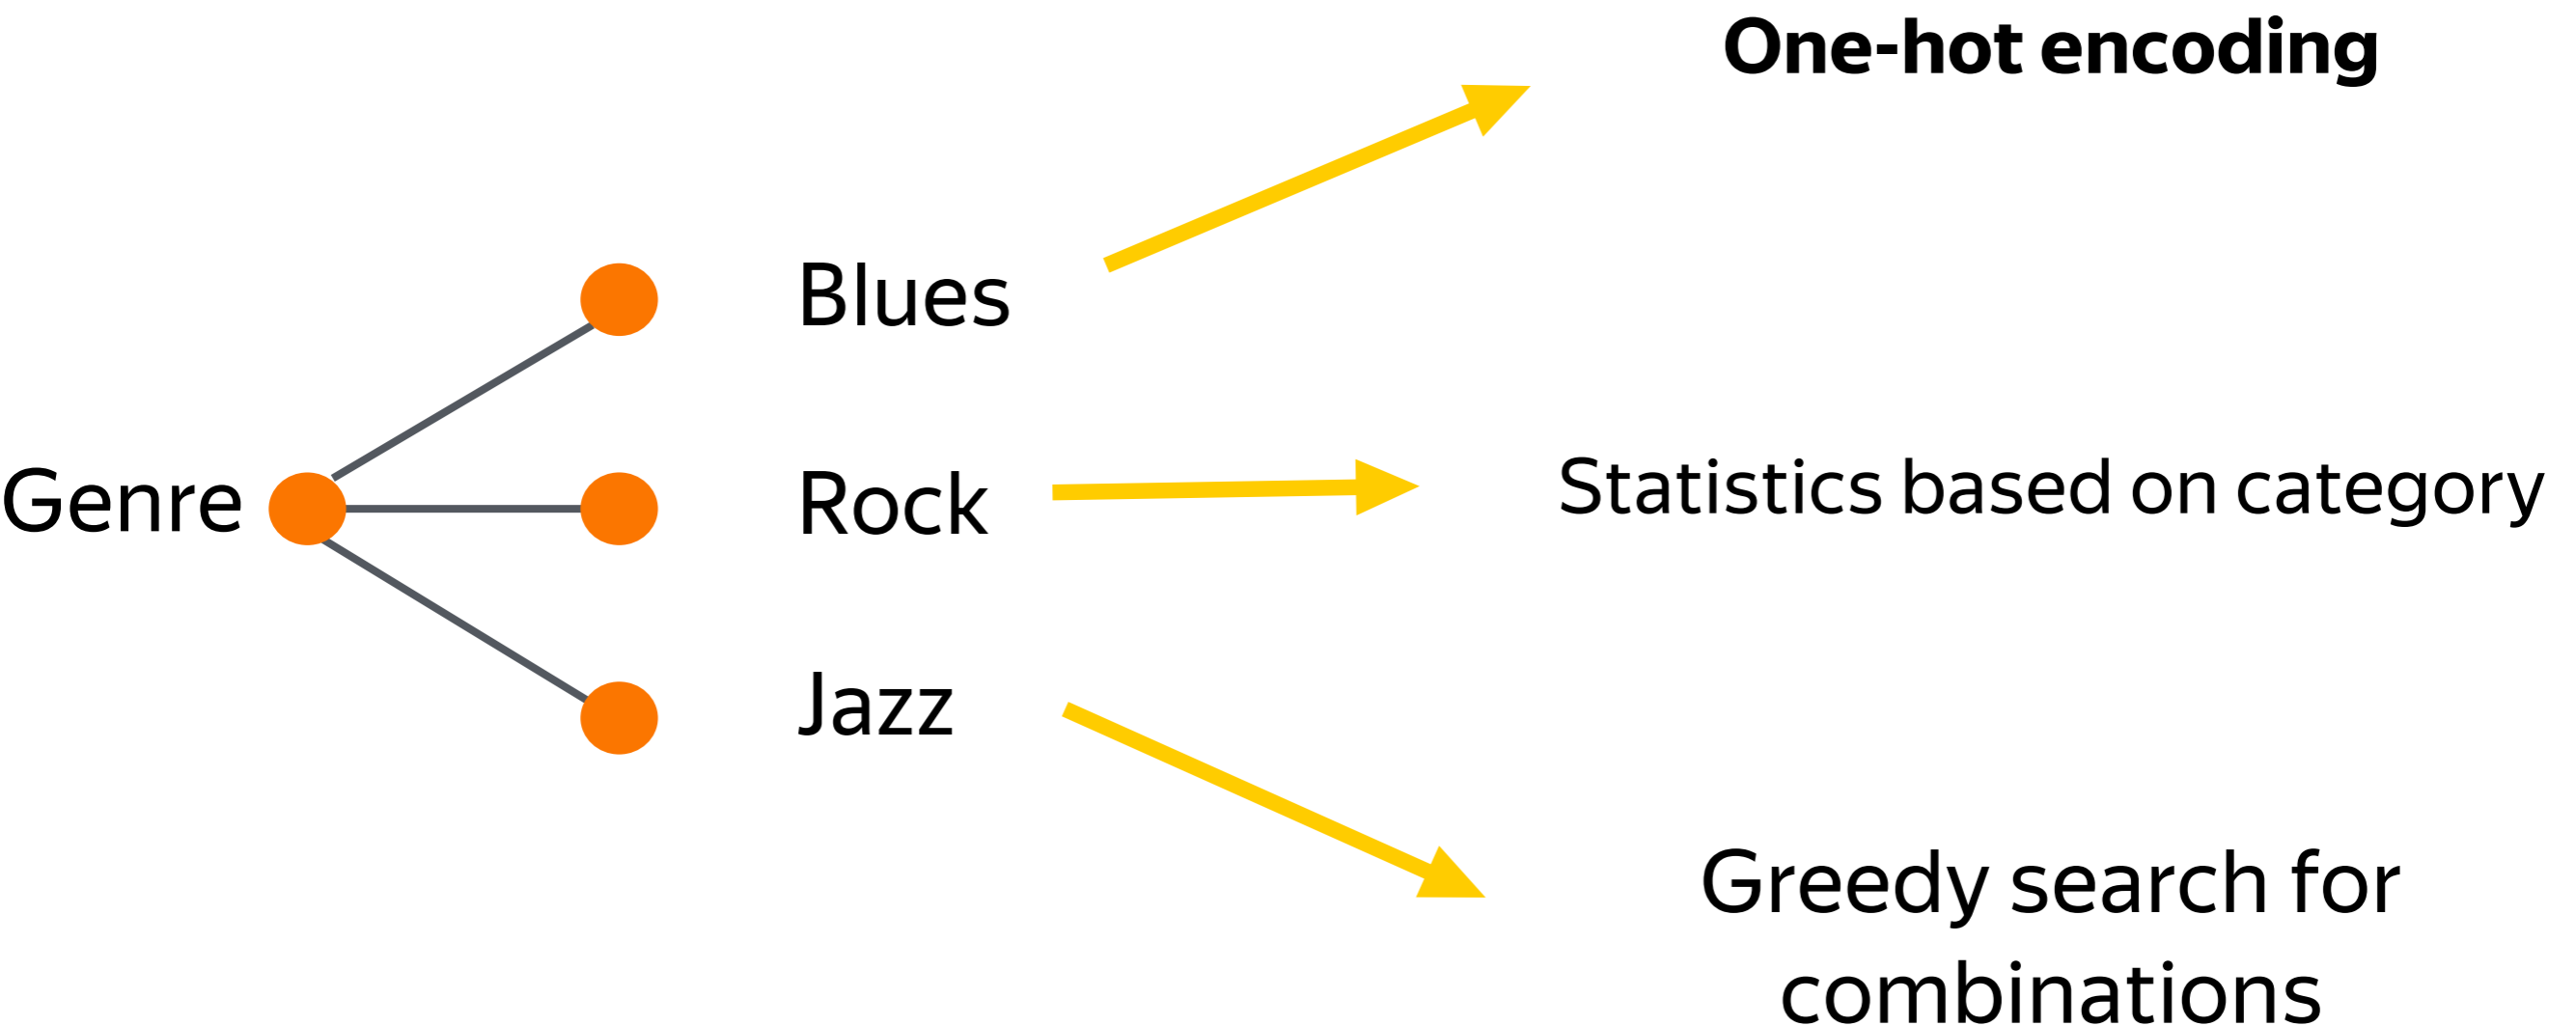 One-hot encoding
Blues
Genre
Rock
Statistics based on category
Jazz
Greedy search for
combinations